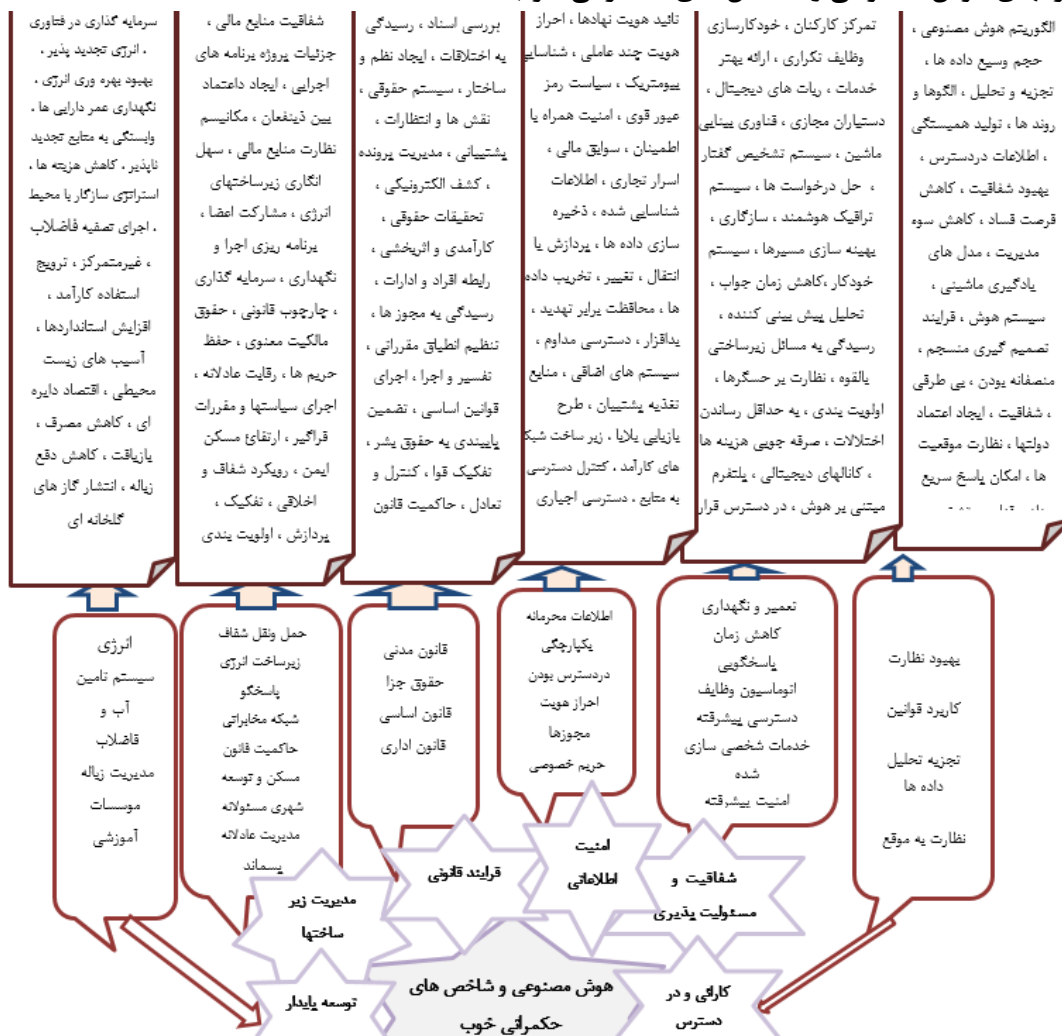 الگوریتم هوش مصنوعی ،
حجم وسیع داده ها ،
تجزیه و تحلیل ، الگوها و
روند ها ، تولید همبستگی
، اطلاعات دردسترس ،
بهبود شفاقیت ، کاهش
فرصت فساد ، کاهش سوء
مدیریت ، مدل های
یادگیری ماشینی ،
سیستم هوش ، فرایند
تصمیم گیری منسجم ،
منصفانه بودن ، بی طرفی
، شفاقیت ، ایجاد اعتماد
دولتها ، نظارت موقعیت
ها ، امکان پاسخ سریع
تمرکز کارکنان ، خودکارسازی
وظایف تکراری ، ارائه بهتر
خدمات ، ربات های دیجیتال ،
دستیاران مجازی ، فناوری بینایی
ماشین ، سیستم تشخیص گفتار
، حل درخواست ها ، سیستم
ترافیک هوشمند ، سازگاری ،
بهینه سازی مسیرها ، سیستم
خودکار ،کاهش زمان جواب ،
تحلیل پیش بینی کننده ،
رسیدگی به مسائل زیرساختی
بالقوه ، نظارت بر حسگرها ،
اولویت بندی ، به حداقل رساندن
اختلالات ، صرفه جویی هزینه ها
، کانالهای دیجیتالی ، پلتفرم
مبتنی بر هوش ، در دسترس قرار
تائید هویت نهادها ، احراز
هویت چند عاملی ، شناسایی
بیومتریک ، سیاست رمز
عبور قوی ، امنیت همراه با
اطمینان ، سوابق مالی ،
اسرار تجاری ، اطلاعات
شناسایی شده ، ذخیره
سازی داده ها ، پردازش یا
انتقال ، تغییر ، تخریب داده
ها ، محافظت برابر تهدید ،
بدافزار ، دسترسی مداوم ،
سیستم های اضافی ، منابع
تغذیه پشتیبان ، طرح
بازیابی بلایا . زیر ساخت شبکه
های کارآمد . کنترل دسترسی
به منابع ، دسترسی اجباری
بررسی اسناد ، رسیدگی
به اختلافات ، ایجاد نظم و
ساختار ، سیستم حقوقی ،
نقش ها و انتظارات ،
پشتیبانی ، مدیریت پرونده
، کشف الکترونیکی ،
تحقیقات حقوقی ،
کارآمدی و اثربخشی ،
رابطه افراد و ادارات ،
رسیدگی به مجوز ها ،
تنظیم انطباق مقرراتی ،
تفسیر و اجرا ، اجرای
قوانین اساسی ، تضمین
پایبندی به حقوق بشر ،
تفکیک قوا ، کنترل و
تعادل ، حاکمیت قانون
شفاقیت منابع مالی ،
جزئیات پروژه برنامه های
اجرایی ، ایجاد داعتماد
بین ذینفعان ، مکانیسم
نظارت منابع مالی ، سهل
انگاری زیرساختهای
انرژی ، مشارکت اعضا ،
برنامه ریزی اجرا و
نگهداری ، سرمایه گذاری
، چارچوب قانونی ، حقوق
مالکیت معنوی ، حفظ
حریم ها ، رقابت عادلانه ،
اجرای سیاستها و مقررات
فراگیر ، ارتقائ مسکن
ایمن ، رویکرد شفاف و
اخلاقی ، تفکیک ،
پردازش ، اولویت بندی
سرمایه گذاری در فناوری
. انرژی تجدید پذیر .
بهبود بهره وری انرژی .
نگهداری عمر دارایی ها .
وابستگی به منابع تجدید
ناپذیر . کاهش هزینه ها .
استراتژی سازگار با محیط
. اجرای تصفیه فاضلاب
، غیرمتمرکز ، ترویج
استفاده کارآمد ،
افزایش استانداردها ،
آسیب های زیست
محیطی ، اقتصاد دایره
ای ، کاهش مصرف ،
بازیافت ، کاهش دفع
زباله ، انتشار گاز های
گلخانه ای
بهبود نظارت
کاربرد قوانین
تجزیه تحلیل
داده ها
نظارت به موقع
تعمیر و نگهداری
کاهش زمان
پاسخگویی
اتوماسیون وظایف
دسترسی پیشرفته
خدمات شخصی سازی
شده
امنیت پیشرفته
اطلاعات محرمانه
یکپارچگی
دردسترس بودن
احراز هویت
مجوزها
حریم خصوصی
قانون مدنی
حقوق جزا
قانون اساسی
قانون اداری
حمل ونقل شفاف
زیرساخت انرژی
پاسخگو
شبکه مخابراتی
حاکمیت قانون
مسکن و توسعه
شهری مسئولانه
مدیریت عادلانه
پسماند
انرژی
سیستم تامین
آب و
فاضلاب
مدیریت زباله
موسسات
آموزشی
شفاقیت و
مسئولیت پذیری
امنیت
اطلاعاتی
فرایند قانونی
مدیریت زیر
ساختها
کارائی و در
دسترس
هوش مصنوعی و شاخص های
حکمرانی خوب
توسعه پایدار